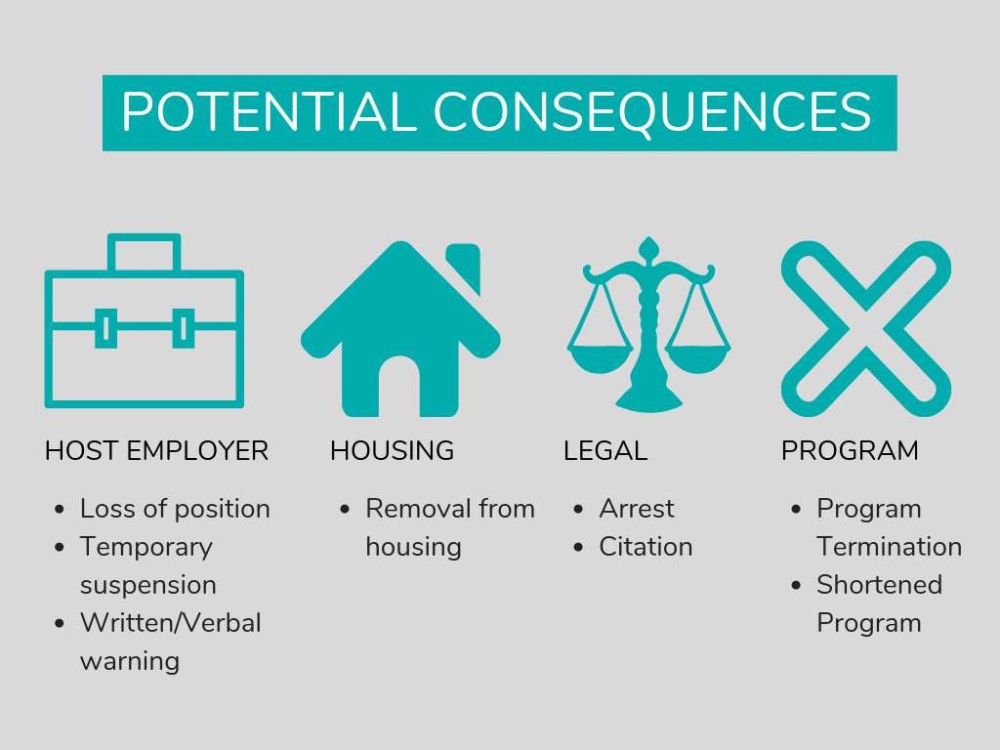 POTENTIAL CONSEQUENCES
HOST EMPLOYER
• Loss of position
• Temporary
suspension
• Written/Verbal
warning
HOUSING
• Removal from
housing
LEGAL
• Arrest
• Citation
PROGRAM
• Program
Termination
• Shortened
Program